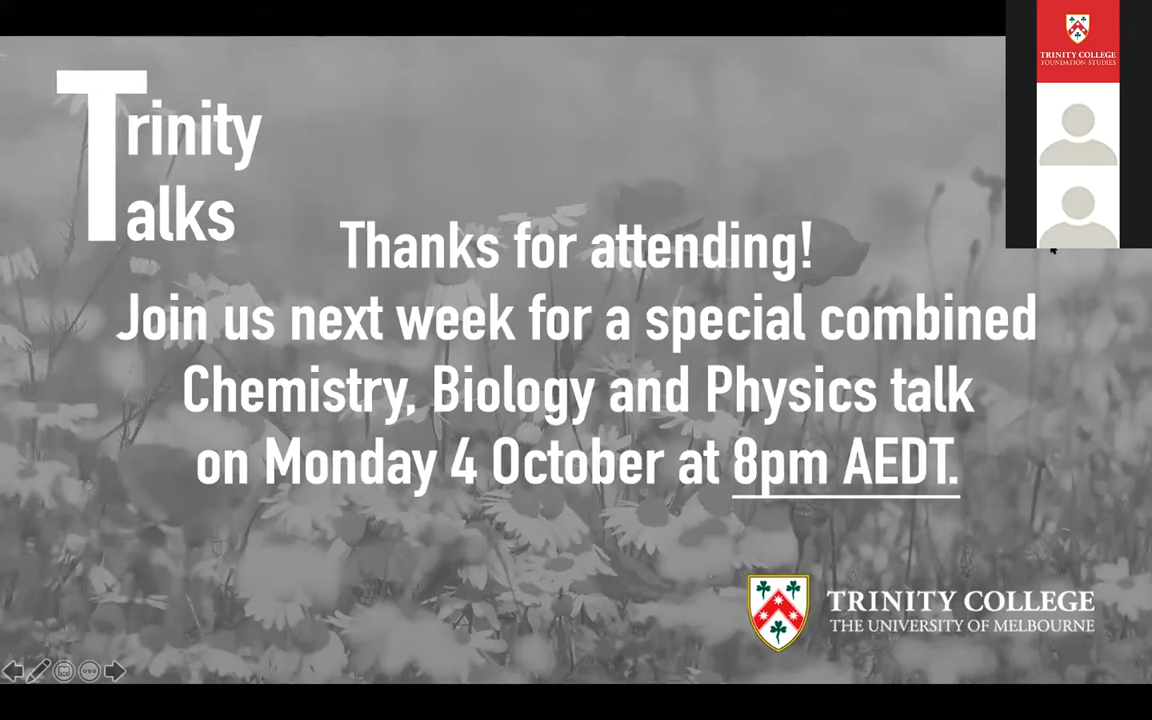 Trinity
Talks
TRINITY COLLEGE
FOUNDATION STUDIES
Thanks for attending!
Join us next week for a special combined
Chemistry, Biology and Physics talk
on Monday 4 October at 8pm AEDT.
TRINITY COLLEGE
THE UNIVERSITY OF MELBOURNE